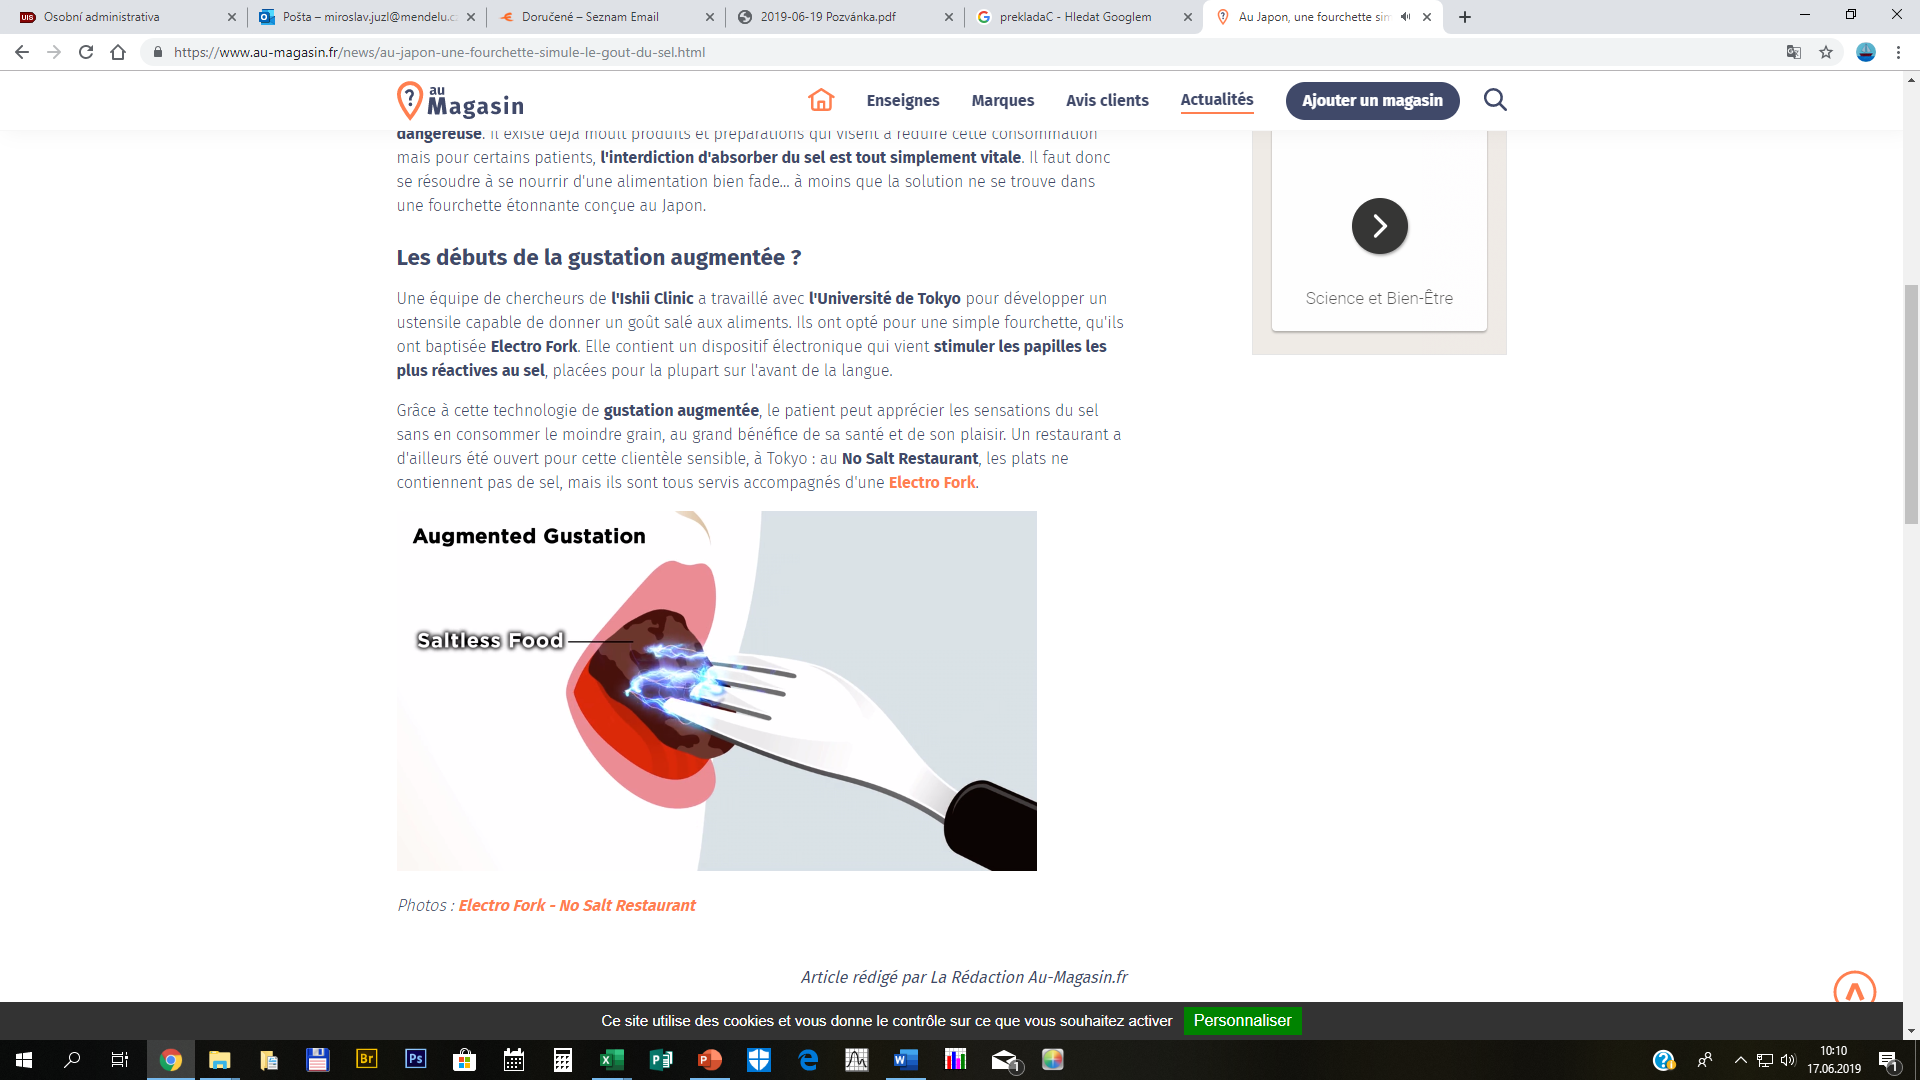 Osobní administrativa
Pošta – miroslav.juzl@mendelu.c
Doručené – Seznam Email
2019-06-19 Pozvánka.pdf
prekladaC - Hledat Googlem
Au Japon, une fourchette sim
https://www.au-magasin.fr/news/au-japon-une-fourchette-simule-le-gout-du-sel.html
au
Magasin
Enseignes
Marques
Avis clients
Actualités
Ajouter un magasin
dangereuse. Il existe déjà moult produits et préparations qui visent à réduire cette consommation
mais pour certains patients, l'interdiction d'absorber du sel est tout simplement vitale. Il faut donc
se résoudre à se nourrir d'une alimentation bien fade... à moins que la solution ne se trouve dans
une fourchette étonnante conçue au Japon.
Les débuts de la gustation augmentée ?
Une équipe de chercheurs de l'Ishii Clinic a travaillé avec l'Université de Tokyo pour développer un
ustensile capable de donner un goût salé aux aliments. Ils ont opté pour une simple fourchette, qu'ils
ont baptisée Electro Fork. Elle contient un dispositif électronique qui vient stimuler les papilles les
plus réactives au sel, placées pour la plupart sur l'avant de la langue.
Grâce à cette technologie de gustation augmentée, le patient peut apprécier les sensations du sel
sans en consommer le moindre grain, au grand bénéfice de sa santé et de son plaisir. Un restaurant a
d'ailleurs été ouvert pour cette clientèle sensible, à Tokyo : au No Salt Restaurant, les plats ne
contiennent pas de sel, mais ils sont tous servis accompagnés d'une Electro Fork.
Science et Bien-Être
Augmented Gustation
Saltless Food
Photos : Electro Fork - No Salt Restaurant
Article rédigé par La Rédaction Au-Magasin.fr
Ce site utilise des cookies et vous donne le contrôle sur ce que vous souhaitez activer
Personnaliser
10:10
17.06.2019